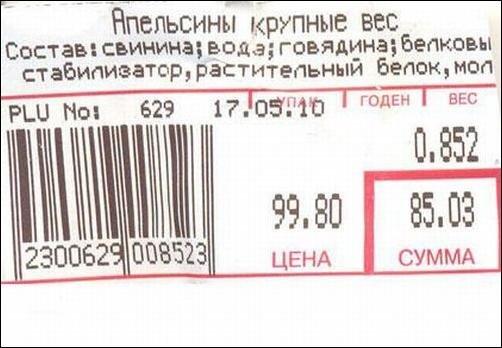 Апельсины крупные вес
Состав:свинина;вода;говядина;белковы
стабилизатор,растительный белок,мол
PLU No: 629 17.05.10 УПАК ГОДЕН ВЕС
0.852
99.80 85.03
ЦЕНА СУММА
2300629 008523